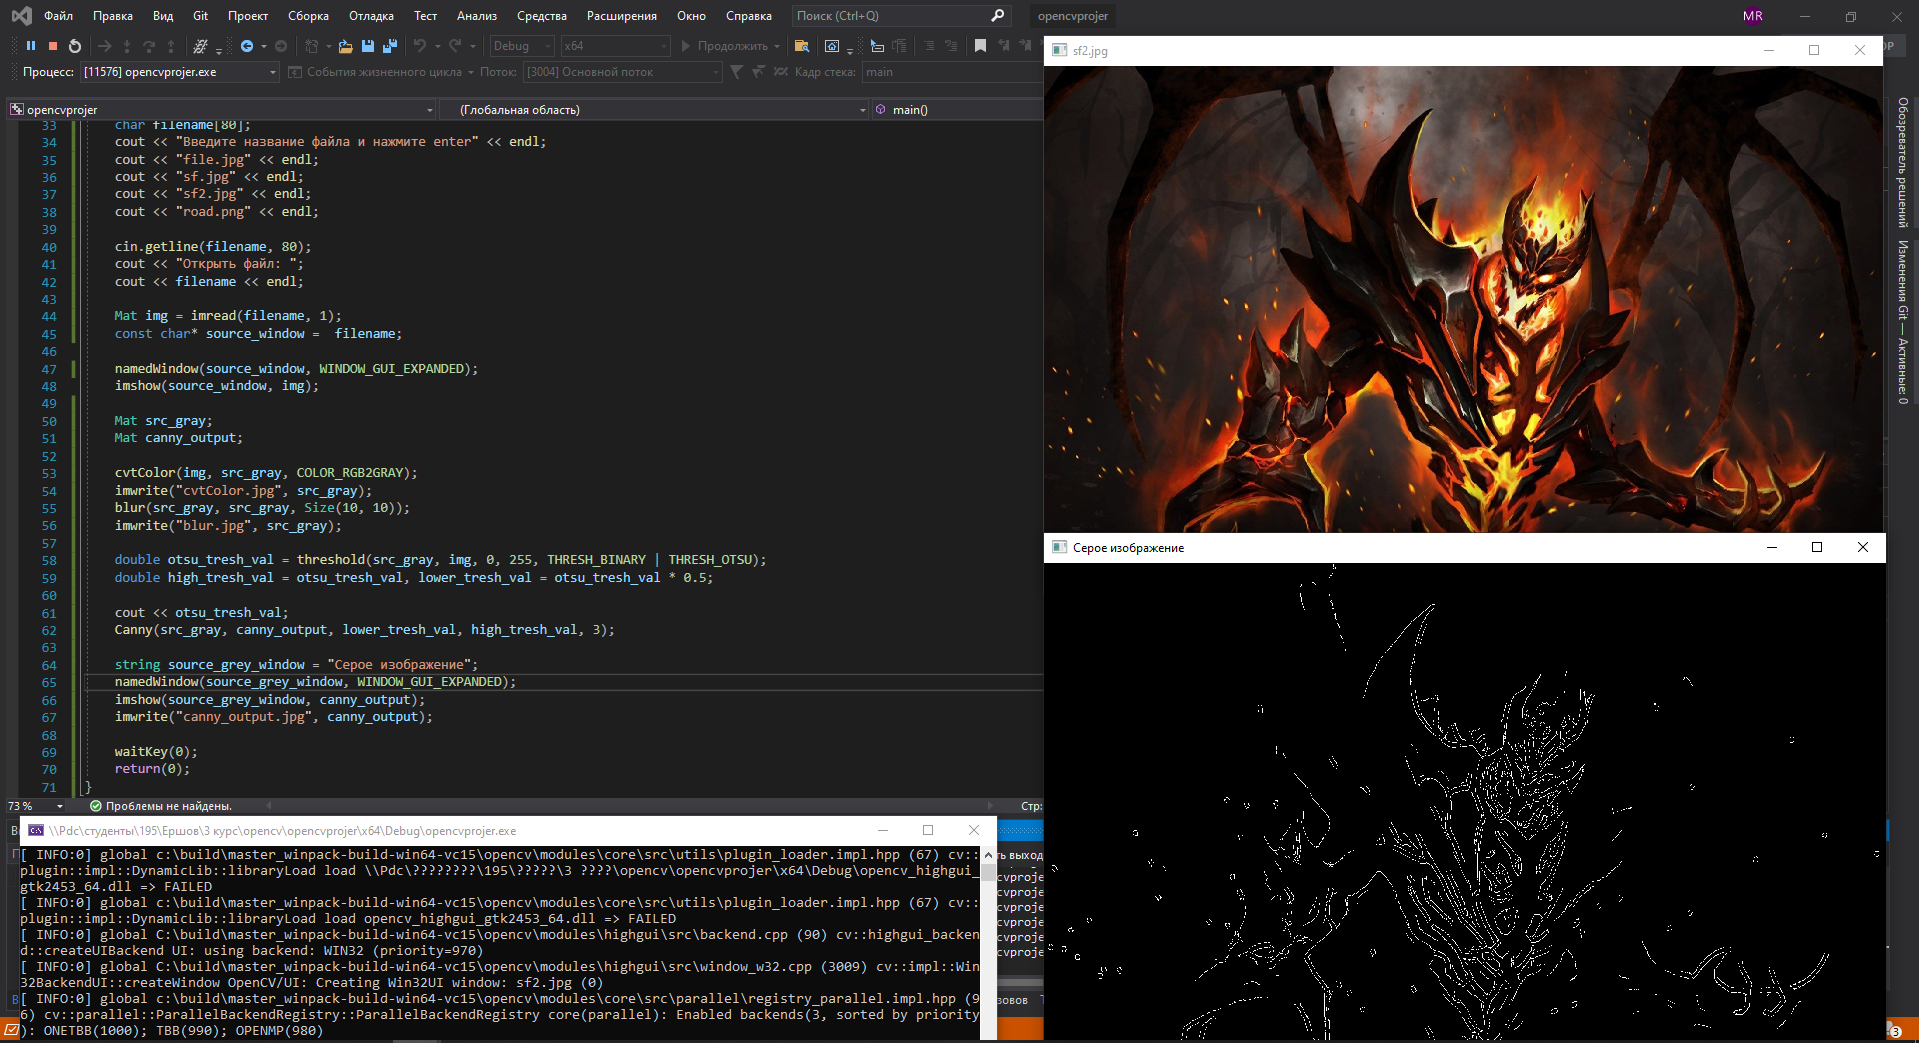 Файл Правка Вид Git Проект Сборка Отладка Тест Анализ Средства Расширения Окно Справка Поиск (Ctrl+Q) opencvprojer MR
Debug x64 Продолжить
Процесс: [11576] opencvprojer.exe События жизненного цикла Поток: [3004] Основной поток Кадр стека: main
opencvprojer (Глобальная область) main()
33 char filename[80];
34 cout << "Введите название файла и нажмите enter" << endl;
35 cout << "file.jpg" << endl;
36 cout << "sf.jpg" << endl;
37 cout << "sf2.jpg" << endl;
38 cout << "road.png" << endl;
39
40 cin.getline(filename, 80);
41 cout << "Открыть файл: ";
42 cout << filename << endl;
43
44 Mat img = imread(filename, 1);
45 const char* source_window =  filename;
46
47 namedWindow(source_window, WINDOW_GUI_EXPANDED);
48 imshow(source_window, img);
49
50 Mat src_gray;
51 Mat canny_output;
52
53 cvtColor(img, src_gray, COLOR_RGB2GRAY);
54 imwrite("cvtColor.jpg", src_gray);
55 blur(src_gray, src_gray, Size(10, 10));
56 imwrite("blur.jpg", src_gray);
57
58 double otsu_tresh_val = threshold(src_gray, img, 0, 255, THRESH_BINARY | THRESH_OTSU);
59 double high_tresh_val = otsu_tresh_val, lower_tresh_val = otsu_tresh_val * 0.5;
60
61 cout << otsu_tresh_val;
62 Canny(src_gray, canny_output, lower_tresh_val, high_tresh_val, 3);
63
64 string source_grey_window = "Серое изображение";
65 namedWindow(source_grey_window, WINDOW_GUI_EXPANDED);
66 imshow(source_grey_window, canny_output);
67 imwrite("canny_output.jpg", canny_output);
68
69 waitKey(0);
70 return(0);
71 }
73 % Проблемы не найдены. Стр:
\\Pdc\студенты\195\Ершов\3 курс\opencv\opencvprojer\x64\Debug\opencvprojer.exe
[ INFO:0] global c:\build\master_winpack-build-win64-vc15\opencv\modules\core\src\utils\plugin_loader.impl.hpp (67) cv::
plugin::impl::DynamicLib::libraryLoad load \\Pdc\????????\195\?????\3 ????\opencv\opencvprojer\x64\Debug\opencv_highgui_
gtk2453_64.dll => FAILED
[ INFO:0] global c:\build\master_winpack-build-win64-vc15\opencv\modules\core\src\utils\plugin_loader.impl.hpp (67) cv::
plugin::impl::DynamicLib::libraryLoad load opencv_highgui_gtk2453_64.dll => FAILED
[ INFO:0] global c:\build\master_winpack-build-win64-vc15\opencv\modules\highgui\src\backend.cpp (90) cv::highgui_backen
d::createUIBackend UI: using backend: WIN32 (priority=970)
[ INFO:0] global C:\build\master_winpack-build-win64-vc15\opencv\modules\highgui\src\window_w32.cpp (3009) cv::impl::Win
32BackendUI::createWindow OpenCV/UI: Creating Win32UI window: sf2.jpg (0)
[ INFO:0] global c:\build\master_winpack-build-win64-vc15\opencv\modules\core\src\parallel\registry_parallel.impl.hpp (9
6) cv::parallel::ParallelBackendRegistry::ParallelBackendRegistry core(parallel): Enabled backends(3, sorted by priority
): ONETBB(1000); TBB(990); OPENMP(980)
ть выход
cvproje
cvproje
cvproje
cvproje
cvproje
cvproje
зовов
sf2.jpg
Серое изображение
Обозреватель решений
Изменения Git — Активные: 0
3